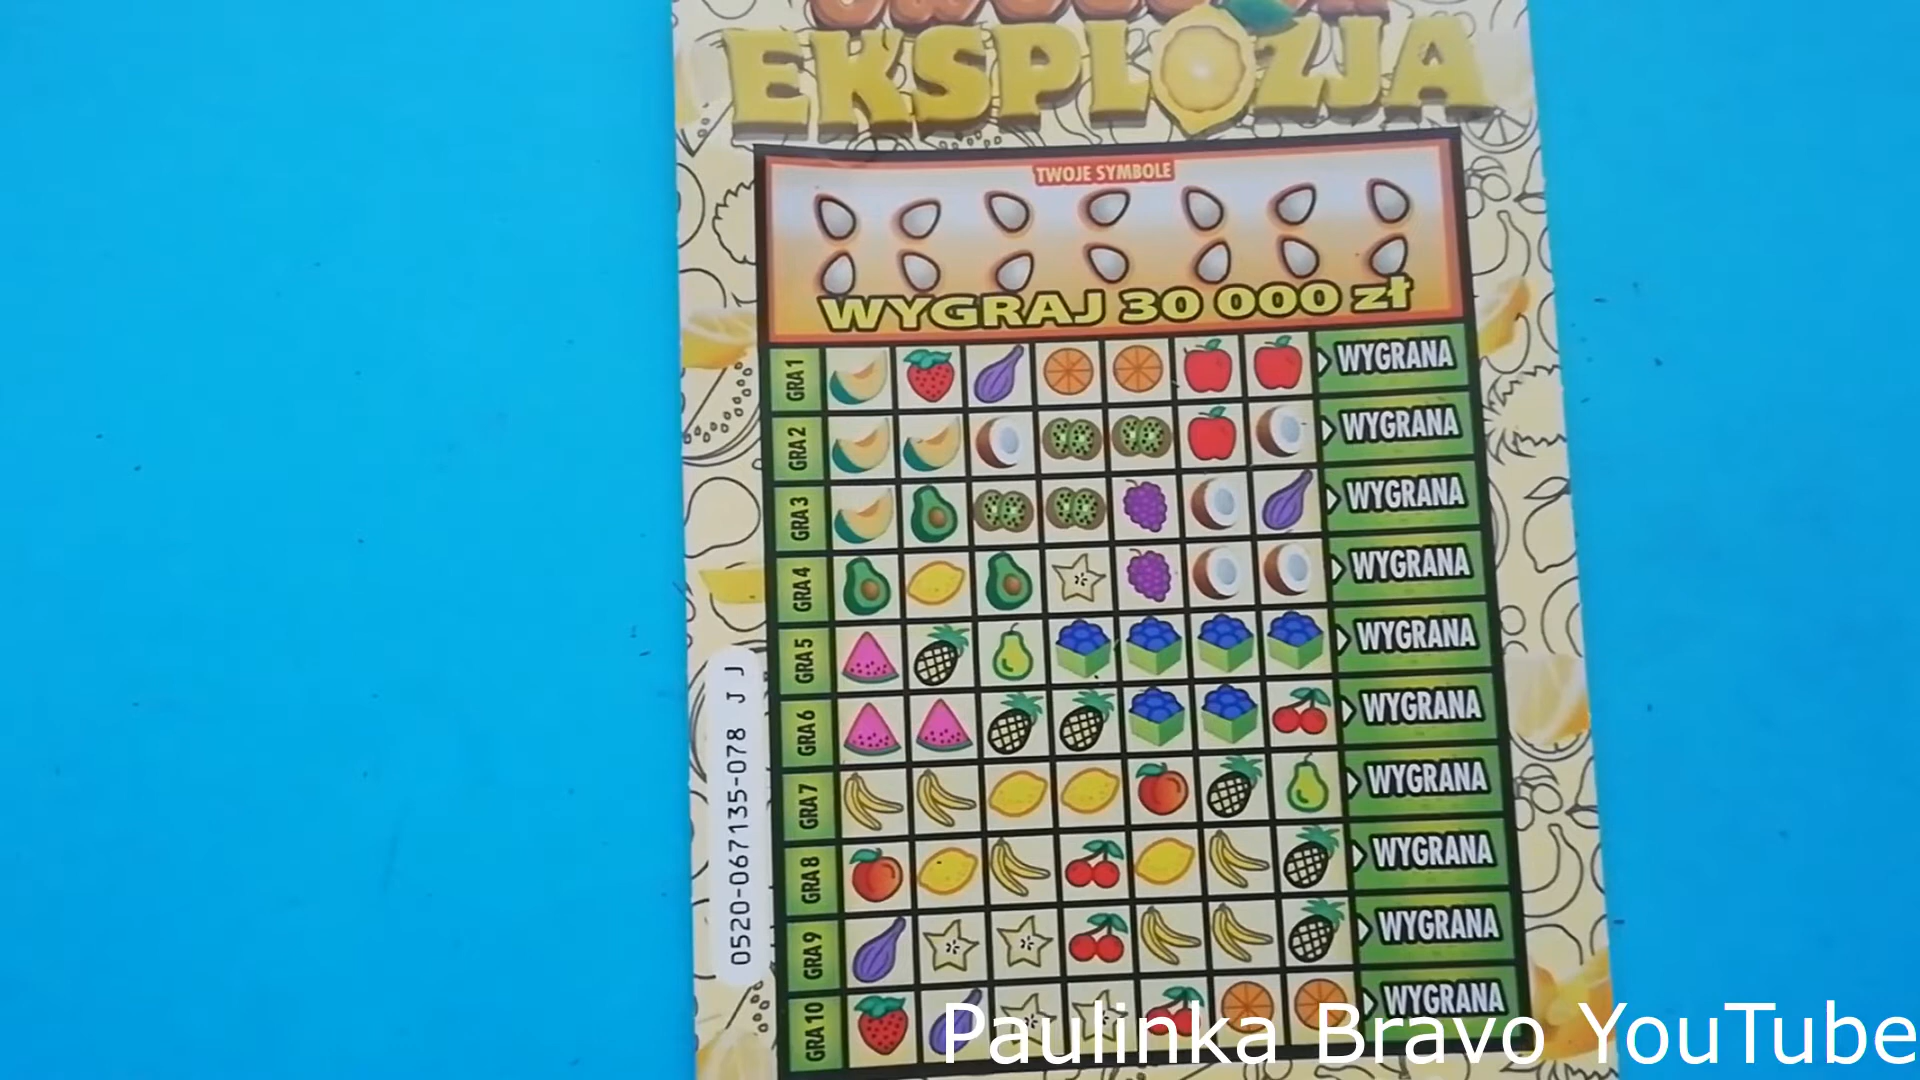 EKSPLOZJA
TWOJE SYMBOLE
WYGRAJ 30 000 zł
GRA 1 WYGRANA
GRA 2 WYGRANA
GRA 3 WYGRANA
GRA 4 WYGRANA
GRA 5 WYGRANA
GRA 6 WYGRANA
GRA 7 WYGRANA
GRA 8 WYGRANA
GRA 9 WYGRANA
GRA 10 WYGRANA
0520-067135-078 J J
Paulinka Bravo YouTube